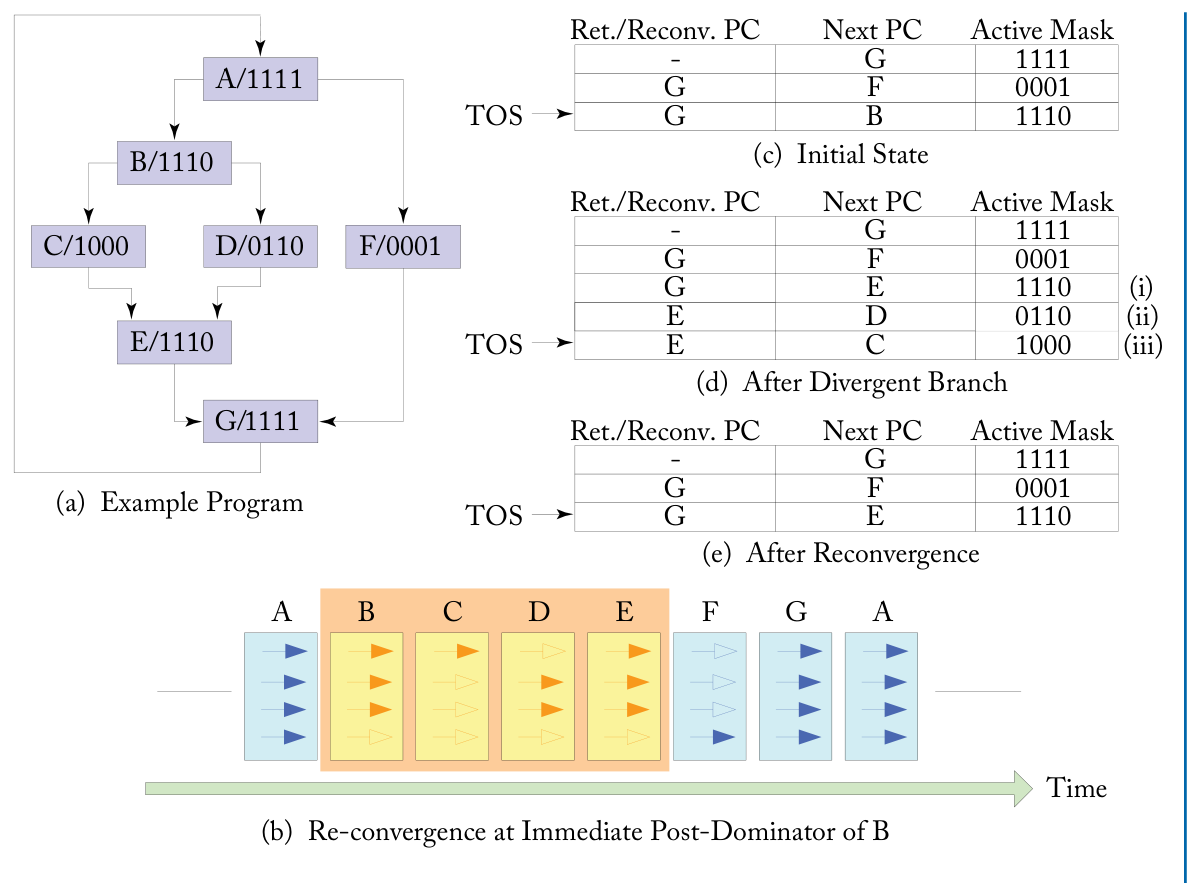 A/1111
B/1110
C/1000 D/0110 F/0001
E/1110
G/1111
(a) Example Program
Ret./Reconv. PC Next PC Active Mask
- G 1111
G F 0001
TOS G B 1110
(c) Initial State
Ret./Reconv. PC Next PC Active Mask
- G 1111
G F 0001
G E 1110 (i)
E D 0110 (ii)
TOS E C 1000 (iii)
(d) After Divergent Branch
Ret./Reconv. PC Next PC Active Mask
- G 1111
G F 0001
TOS G E 1110
(e) After Reconvergence
A B C D E F G A
Time
(b) Re-convergence at Immediate Post-Dominator of B